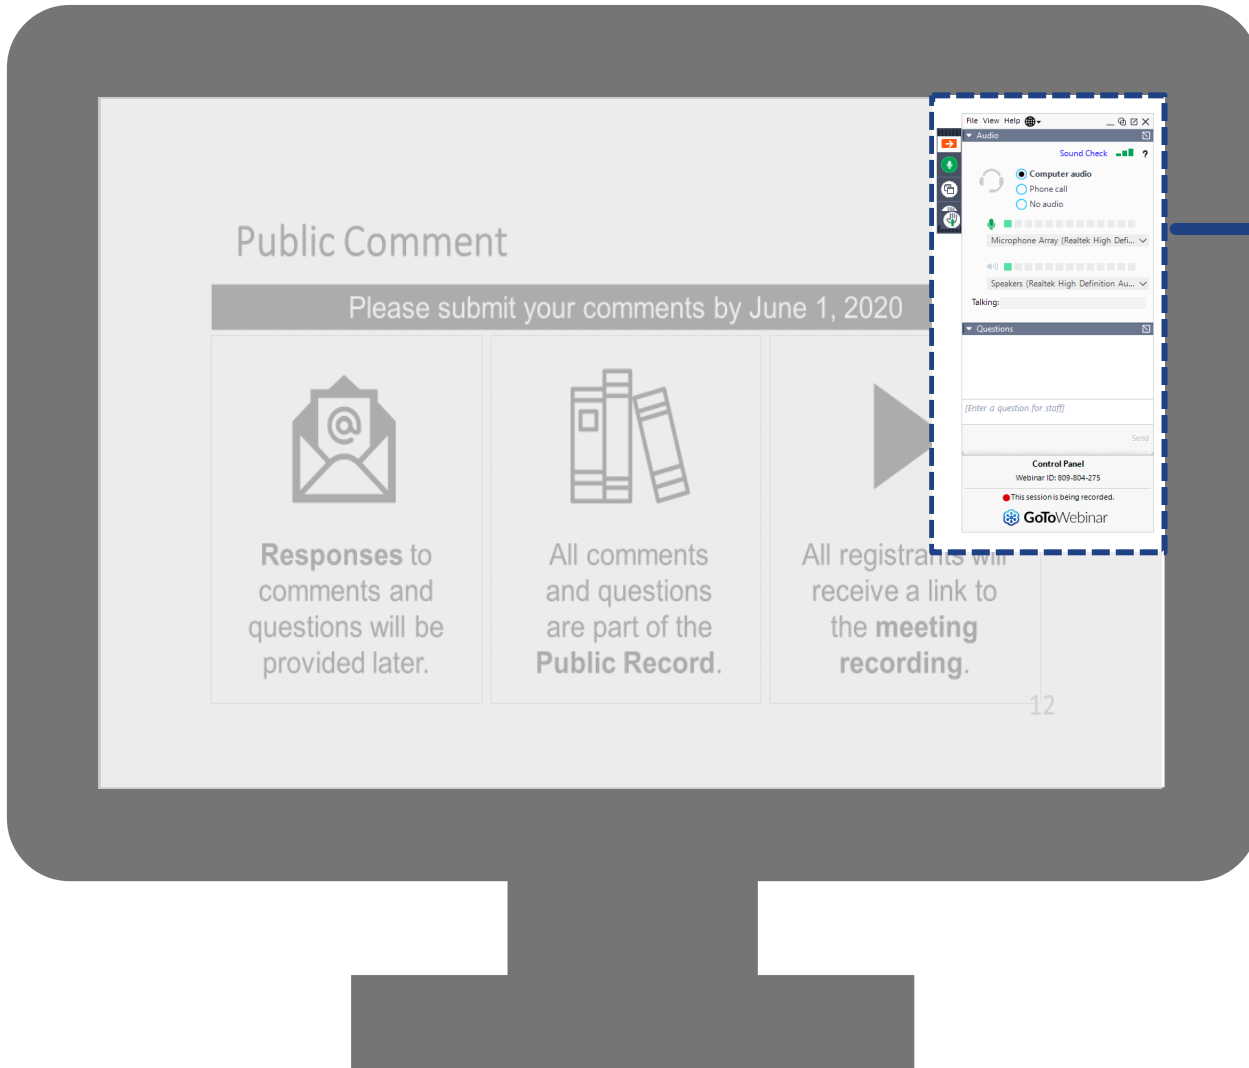 Public Comment
Please submit your comments by June 1, 2020
Responses to
comments and
questions will be
provided later.
All comments
and questions
are part of the
Public Record.
All registrants will
receive a link to
the meeting
recording.
12
File View Help
Audio
Sound Check ?
Computer audio
Phone call
No audio
Microphone Array (Realtek High Defi...
Speakers (Realtek High Definition Au...
Talking:
Questions
[Enter a question for staff]
Send
Control Panel
Webinar ID: 809-804-275
This session is being recorded.
GoToWebinar